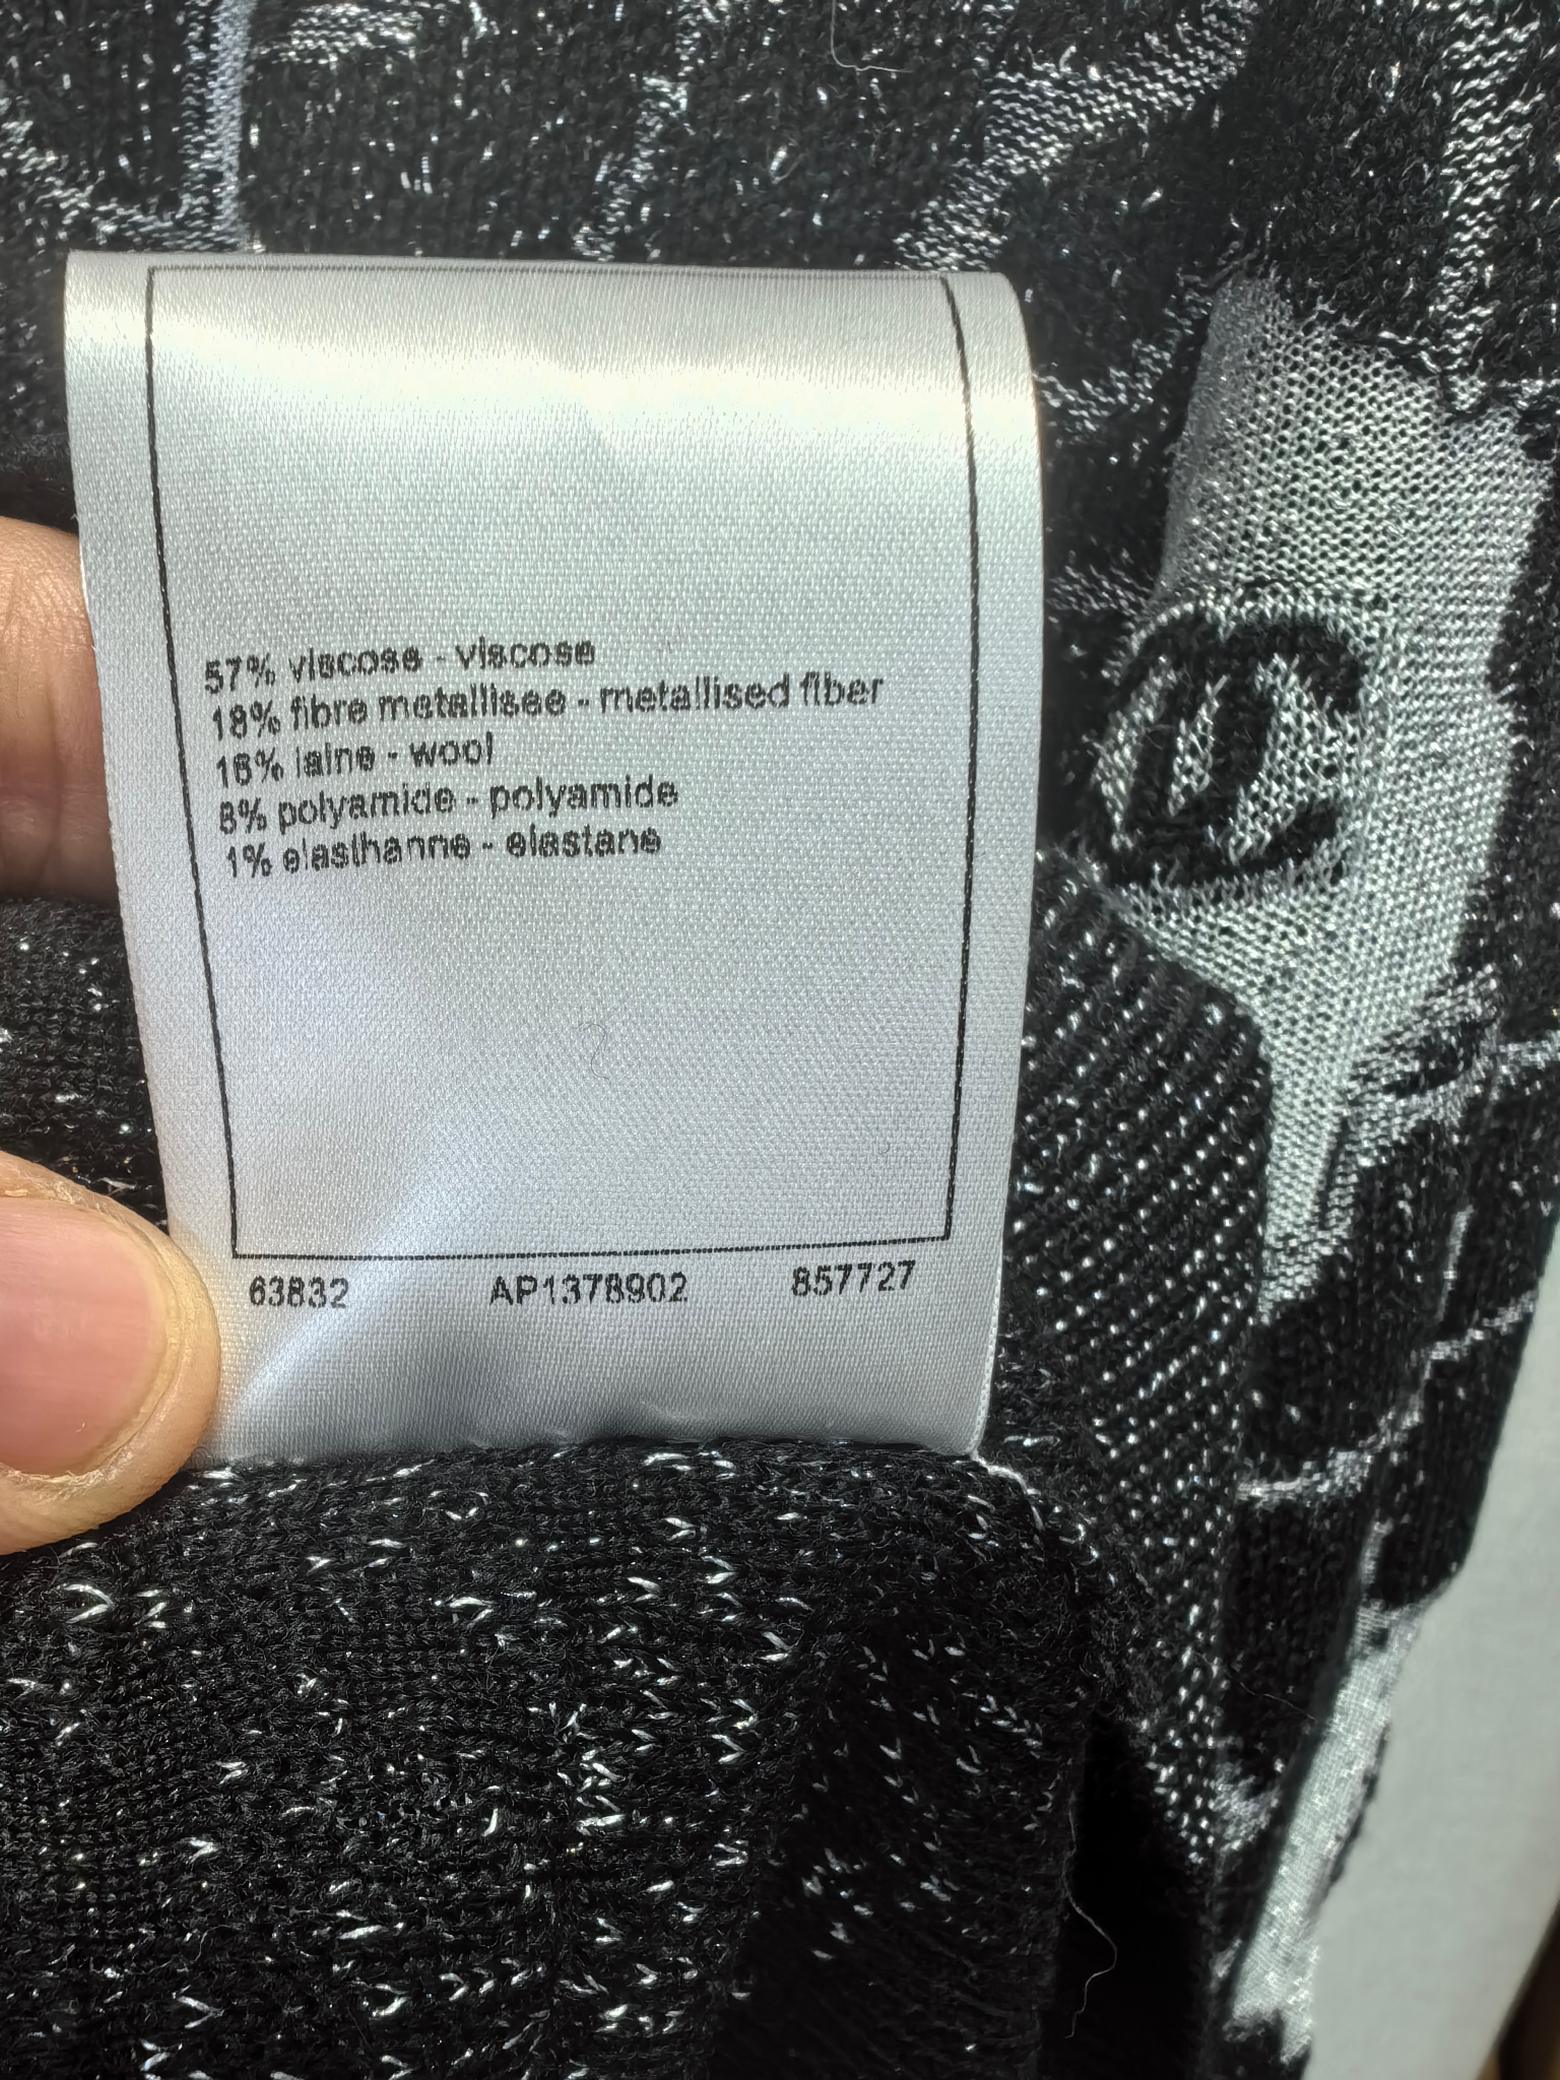 57% viscose - viscose
18% fibre metallisee - metallised fiber
16% laine - wool
8% polyamide - polyamide
1% elasthanne - elastane
63832 AP1378902 857727